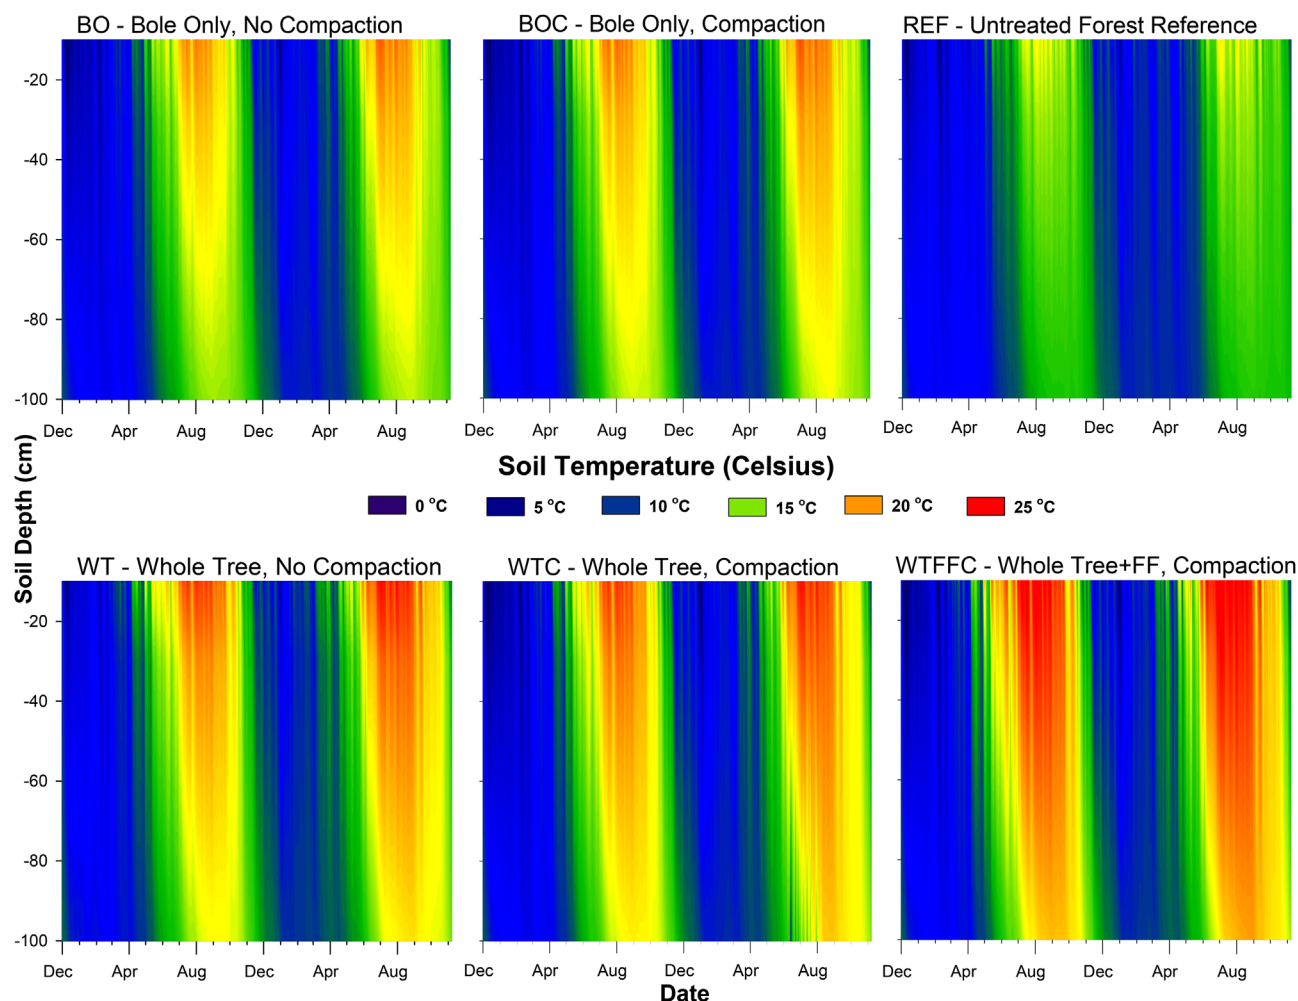 BO - Bole Only, No Compaction
BOC - Bole Only, Compaction
REF - Untreated Forest Reference
-20
-40
-60
-80
-100
Dec Apr Aug Dec Apr Aug
Dec Apr Aug Dec Apr Aug
Dec Apr Aug Dec Apr Aug
Soil Depth (cm)
Soil Temperature (Celsius)
0 °C 5 °C 10 °C 15 °C 20 °C 25 °C
WT - Whole Tree, No Compaction
WTC - Whole Tree, Compaction
WTFFC - Whole Tree+FF, Compaction
-20
-40
-60
-80
-100
Dec Apr Aug Dec Apr Aug
Dec Apr Aug Dec Apr Aug
Dec Apr Aug Dec Apr Aug
Date